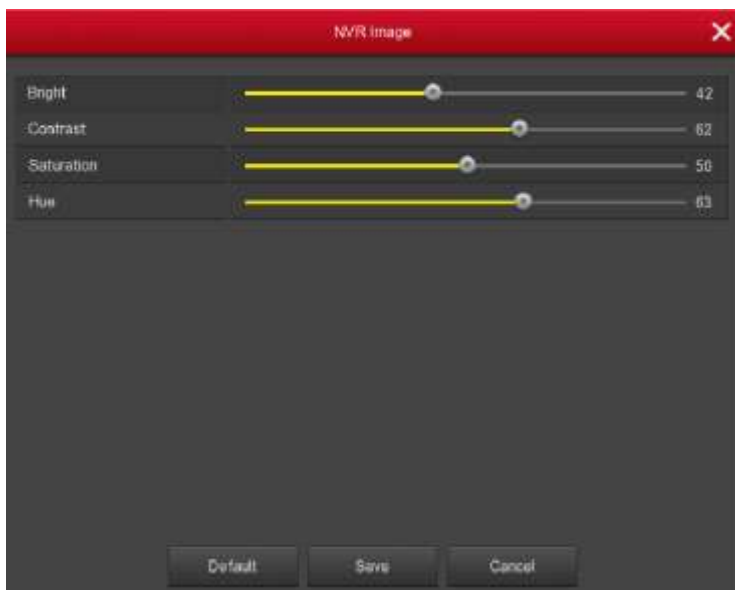 NVR Image
Bright 42
Contrast 62
Saturation 50
Hue 63
Default Save Cancel